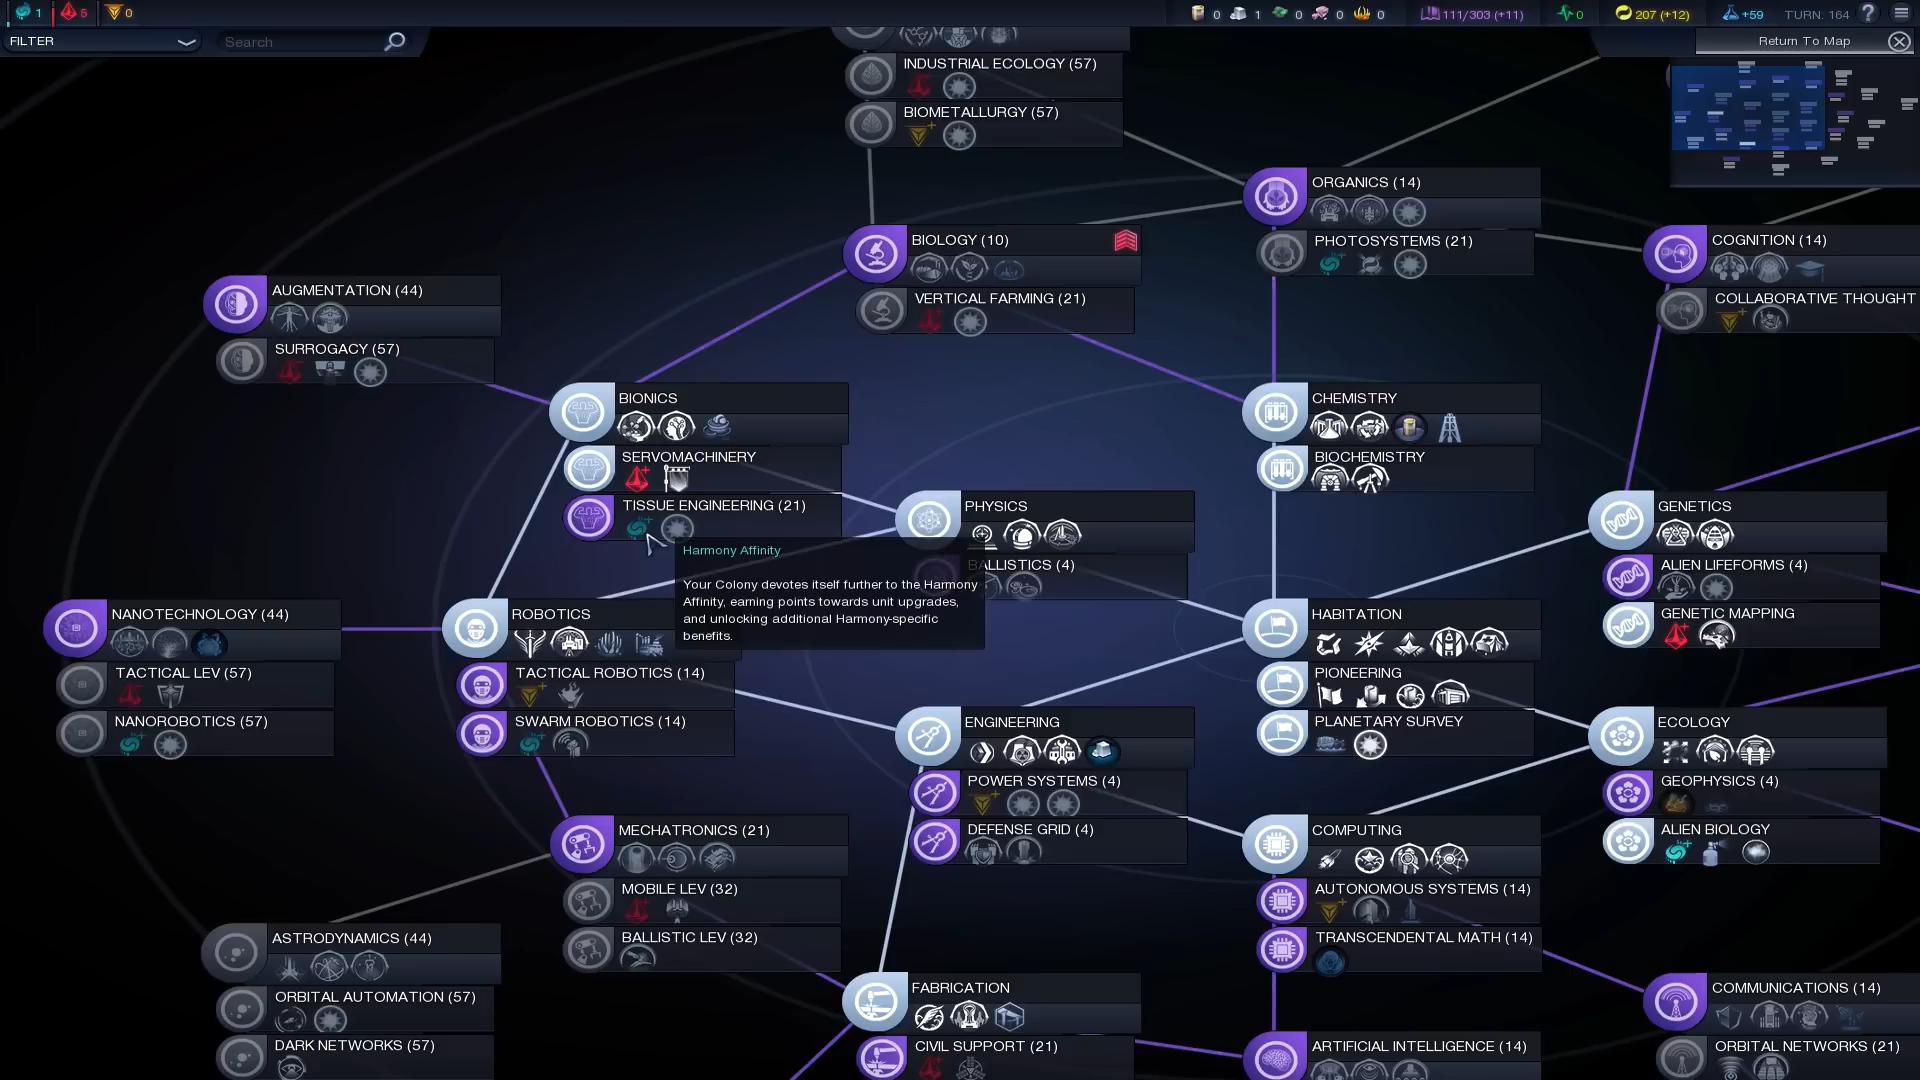 1 5 0
0 1 0 0 0 111/303 (+11) 0 207 (+12) +59 TURN: 164 ?
FILTER
Search
Return To Map
INDUSTRIAL ECOLOGY (57)
BIOMETALLURGY (57)
ORGANICS (14)
PHOTOSYSTEMS (21)
BIOLOGY (10)
VERTICAL FARMING (21)
COGNITION (14)
COLLABORATIVE THOUGHT
AUGMENTATION (44)
SURROGACY (57)
BIONICS
SERVOMACHINERY
TISSUE ENGINEERING (21)
CHEMISTRY
BIOCHEMISTRY
PHYSICS
BALLISTICS (4)
Harmony Affinity
Your Colony devotes itself further to the Harmony
Affinity, earning points towards unit upgrades,
and unlocking additional Harmony-specific
benefits.
GENETICS
ALIEN LIFEFORMS (4)
GENETIC MAPPING
NANOTECHNOLOGY (44)
TACTICAL LEV (57)
NANOROBOTICS (57)
ROBOTICS
TACTICAL ROBOTICS (14)
SWARM ROBOTICS (14)
HABITATION
PIONEERING
PLANETARY SURVEY
ENGINEERING
POWER SYSTEMS (4)
DEFENSE GRID (4)
ECOLOGY
GEOPHYSICS (4)
ALIEN BIOLOGY
MECHATRONICS (21)
MOBILE LEV (32)
BALLISTIC LEV (32)
COMPUTING
AUTONOMOUS SYSTEMS (14)
TRANSCENDENTAL MATH (14)
ASTRODYNAMICS (44)
ORBITAL AUTOMATION (57)
DARK NETWORKS (57)
FABRICATION
CIVIL SUPPORT (21)
ARTIFICIAL INTELLIGENCE (14)
COMMUNICATIONS (14)
ORBITAL NETWORKS (21)